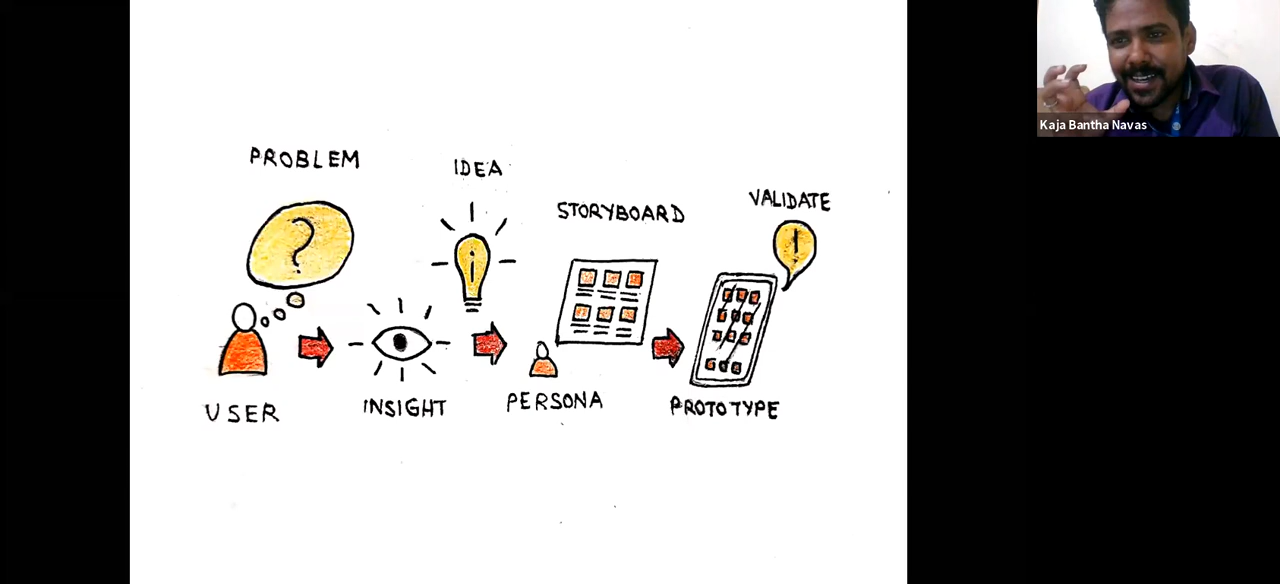 PROBLEM
IDEA
STORYBOARD
VALIDATE
USER
INSIGHT
PERSONA
PROTOTYPE
Kaja Bantha Navas